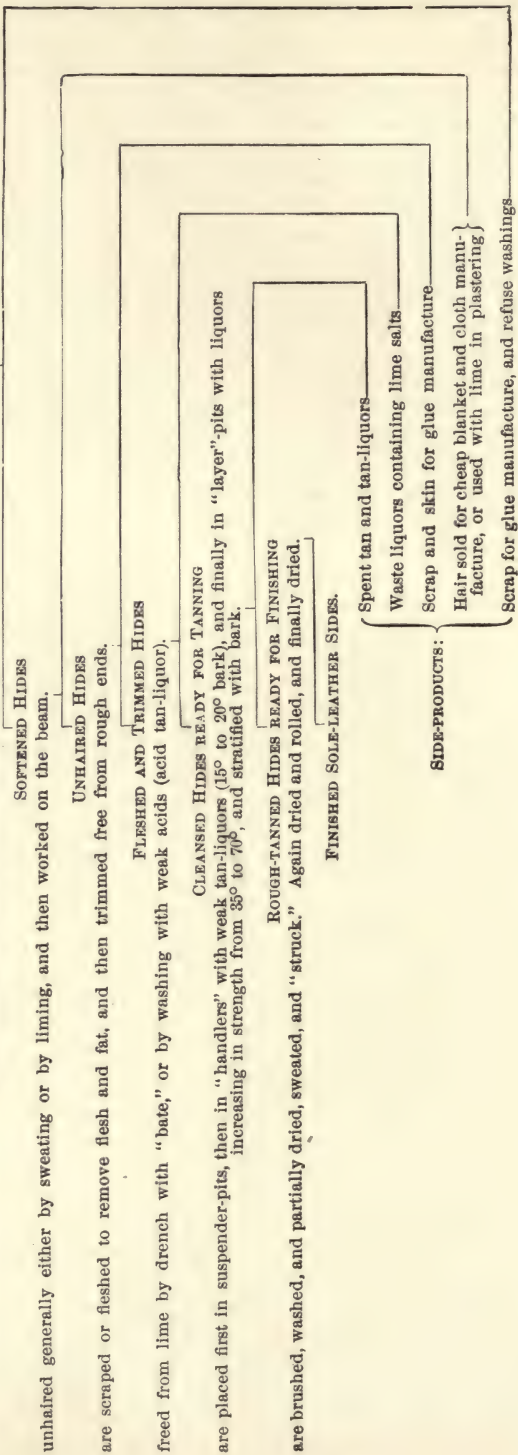 SOFTENED HIDES
unhaired generally either by sweating or by liming, and then worked on the beam.
UNHAIRED HIDES
are scraped or fleshed to remove flesh and fat, and then trimmed free from rough ends.
FLESHED AND TRIMMED HIDES
freed from lime by drench with "bate," or by washing with weak acids (acid tan-liquor).
CLEANSED HIDES READY FOR TANNING
are placed first in suspender-pits, then in "handlers" with weak tan-liquors (15° to 20° bark), and finally in "layer"-pits with liquors
increasing in strength from 35° to 70°, and stratified with bark.
ROUGH-TANNED HIDES READY FOR FINISHING
are brushed, washed, and partially dried, sweated, and "struck." Again dried and rolled, and finally dried.
FINISHED SOLE-LEATHER SIDES.
SIDE-PRODUCTS:
Spent tan and tan-liquors
Waste liquors containing lime salts
Scrap and skin for glue manufacture
Hair sold for cheap blanket and cloth manu-
facture, or used with lime in plastering
Scrap for glue manufacture, and refuse washings